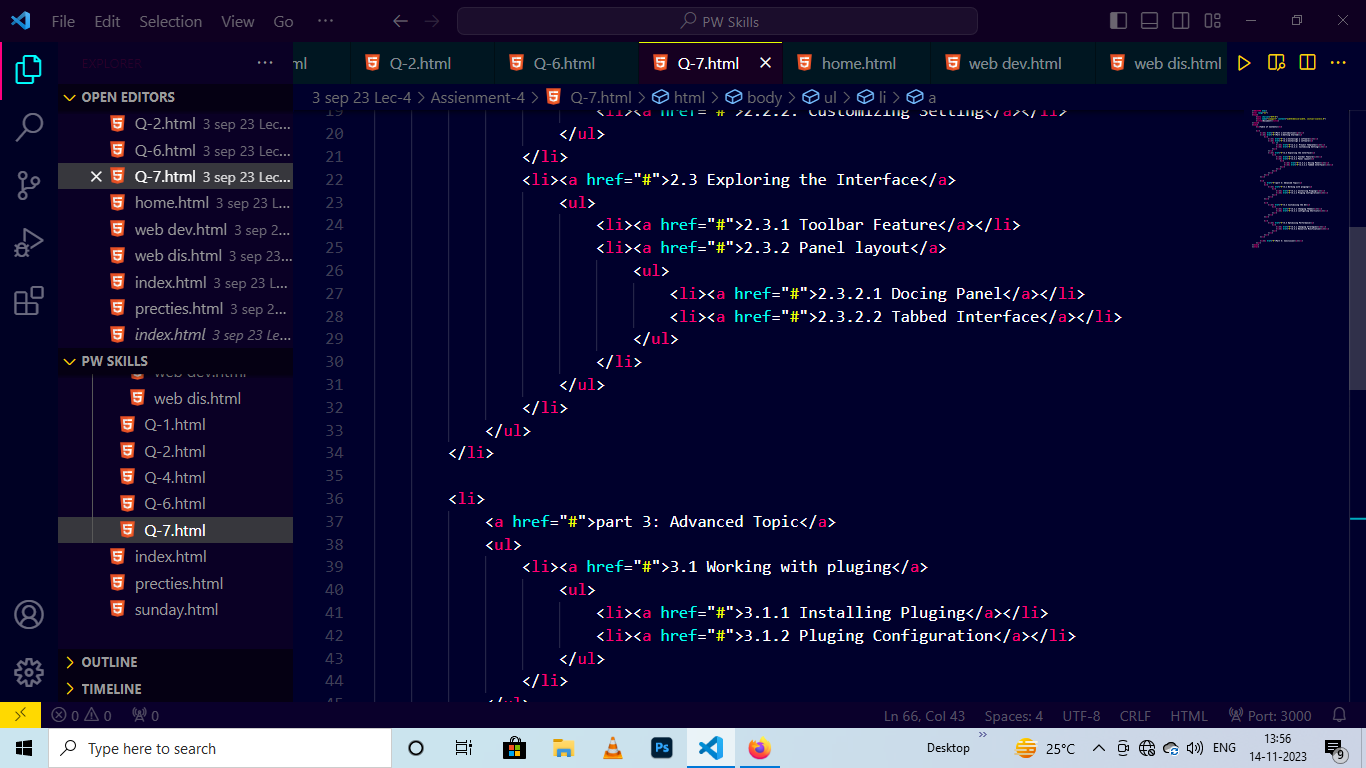 File Edit Selection View Go ··· PW Skills
EXPLORER ···
OPEN EDITORS
Q-2.html 3 sep 23 Lec...
Q-6.html 3 sep 23 Lec...
Q-7.html 3 sep 23 Lec...
home.html 3 sep 23 L...
web dev.html 3 sep 2...
web dis.html 3 sep 23...
index.html 3 sep 23 L...
precties.html 3 sep 2...
index.html 3 sep 23 Le...
PW SKILLS
web dev.html
web dis.html
Q-1.html
Q-2.html
Q-4.html
Q-6.html
Q-7.html
index.html
precties.html
sunday.html
OUTLINE
TIMELINE
ml Q-2.html Q-6.html Q-7.html home.html web dev.html web dis.html
3 sep 23 Lec-4 > Assienment-4 > Q-7.html > html > body > ul > li > a
19 <li><a href="#">2.2.2. Customizing Setting</a></li>
20 </ul>
21 </li>
22 <li><a href="#">2.3 Exploring the Interface</a>
23 <ul>
24 <li><a href="#">2.3.1 Toolbar Feature</a></li>
25 <li><a href="#">2.3.2 Panel layout</a>
26 <ul>
27 <li><a href="#">2.3.2.1 Docing Panel</a></li>
28 <li><a href="#">2.3.2.2 Tabbed Interface</a></li>
29 </ul>
30 </li>
31 </ul>
32 </li>
33 </ul>
34 </li>
35
36 <li>
37 <a href="#">part 3: Advanced Topic</a>
38 <ul>
39 <li><a href="#">3.1 Working with pluging</a>
40 <ul>
41 <li><a href="#">3.1.1 Installing Pluging</a></li>
42 <li><a href="#">3.1.2 Pluging Configuration</a></li>
43 </ul>
44 </li>
45 </ul>
0 0 0 Ln 66, Col 43 Spaces: 4 UTF-8 CRLF HTML Port: 3000
Type here to search Ps Desktop 25°C ENG 13:56
14-11-2023 9